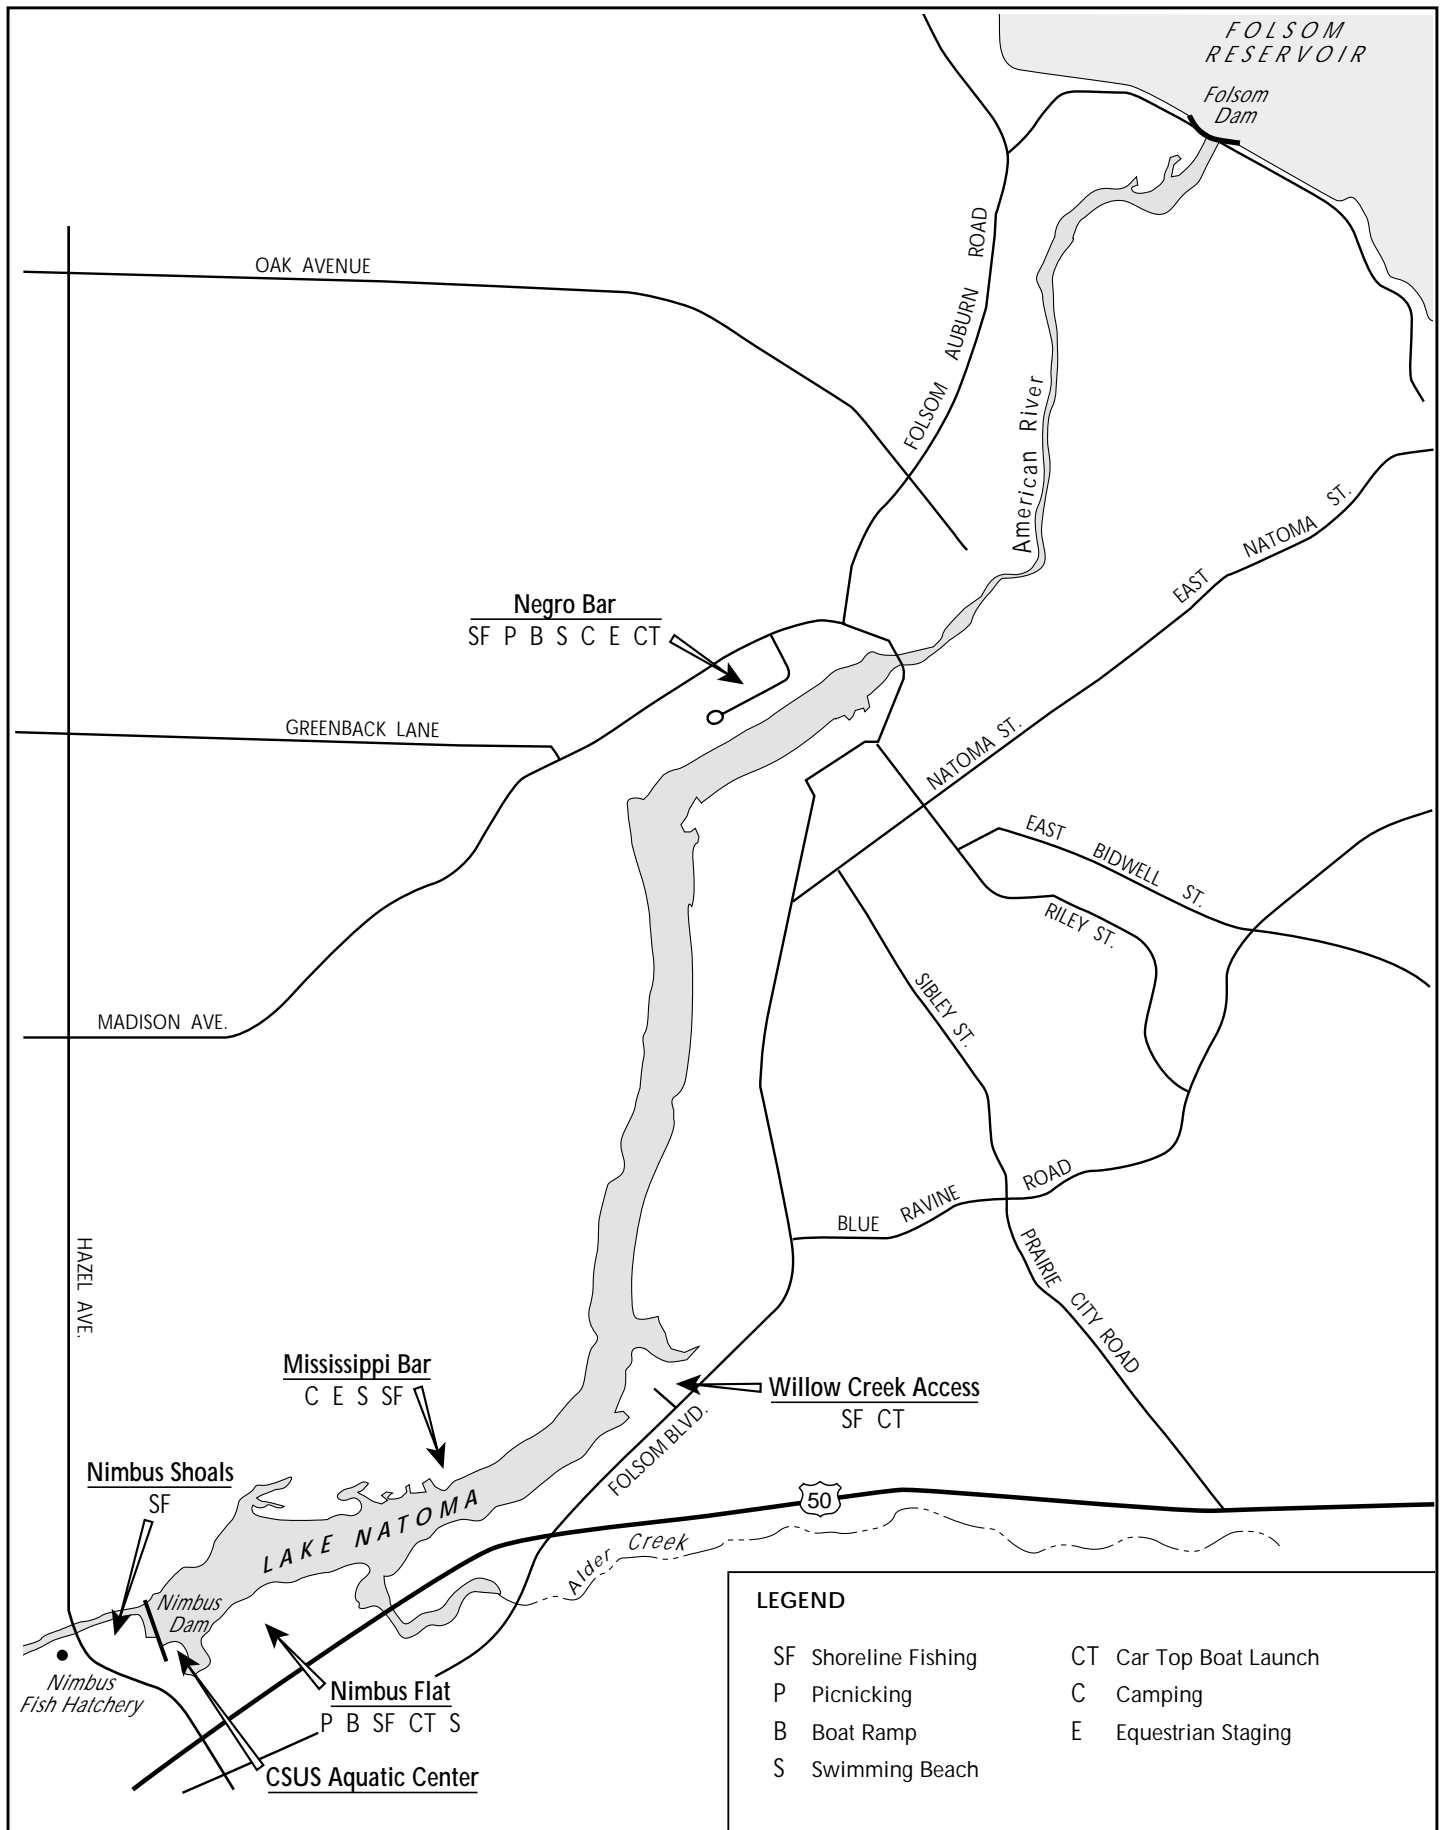 FOLSOM
RESERVOIR
Folsom
Dam
OAK AVENUE
FOLSOM AUBURN ROAD
American River
EAST NATOMA ST.
Negro Bar
SF P B S C E CT
GREENBACK LANE
NATOMA ST.
EAST BIDWELL ST.
RILEY ST.
SIBLEY ST.
MADISON AVE.
BLUE RAVINE ROAD
HAZEL AVE.
PRAIRIE CITY ROAD
Mississippi Bar
C E S SF
Willow Creek Access
SF CT
FOLSOM BLVD.
Nimbus Shoals
SF
50
LAKE NATOMA
Alder Creek
Nimbus
Dam
Nimbus
Fish Hatchery
Nimbus Flat
P B SF CT S
CSUS Aquatic Center
LEGEND
SF Shoreline Fishing
P Picnicking
B Boat Ramp
S Swimming Beach
CT Car Top Boat Launch
C Camping
E Equestrian Staging